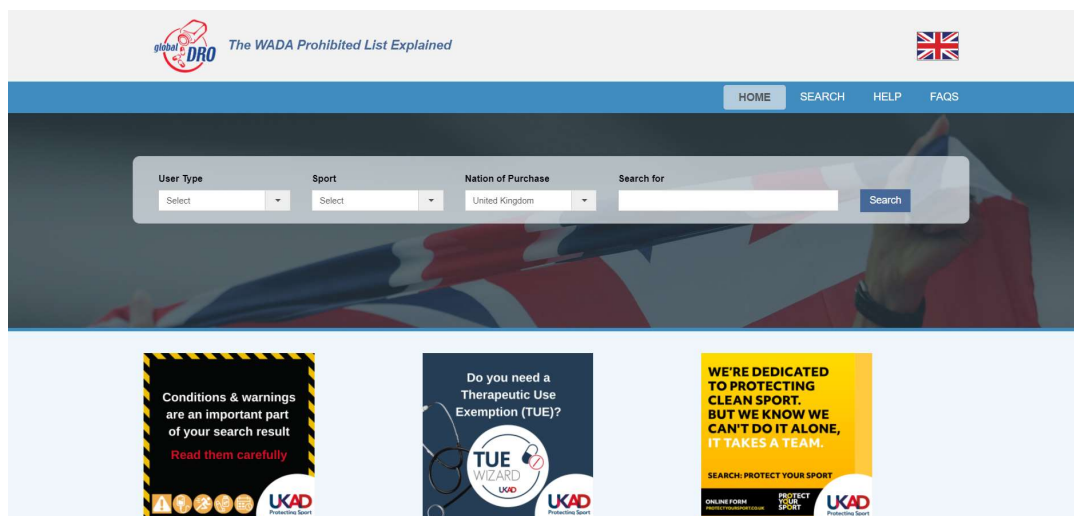 global DRO
The WADA Prohibited List Explained
HOME SEARCH HELP FAQS
User Type Sport Nation of Purchase Search for
Select Select United Kingdom Search
Conditions & warnings
are an important part
of your search result
Read them carefully
UKAD
Protecting Sport
Do you need a
Therapeutic Use
Exemption (TUE)?
TUE
WIZARD
UKAD
UKAD
Protecting Sport
WE'RE DEDICATED
TO PROTECTING
CLEAN SPORT.
BUT WE KNOW WE
CAN'T DO IT ALONE,
IT TAKES A TEAM.
SEARCH: PROTECT YOUR SPORT
ONLINE FORM
PROTECTYOURSPORT.CO.UK
PROTECT
YOUR
SPORT
UKAD
Protecting Sport